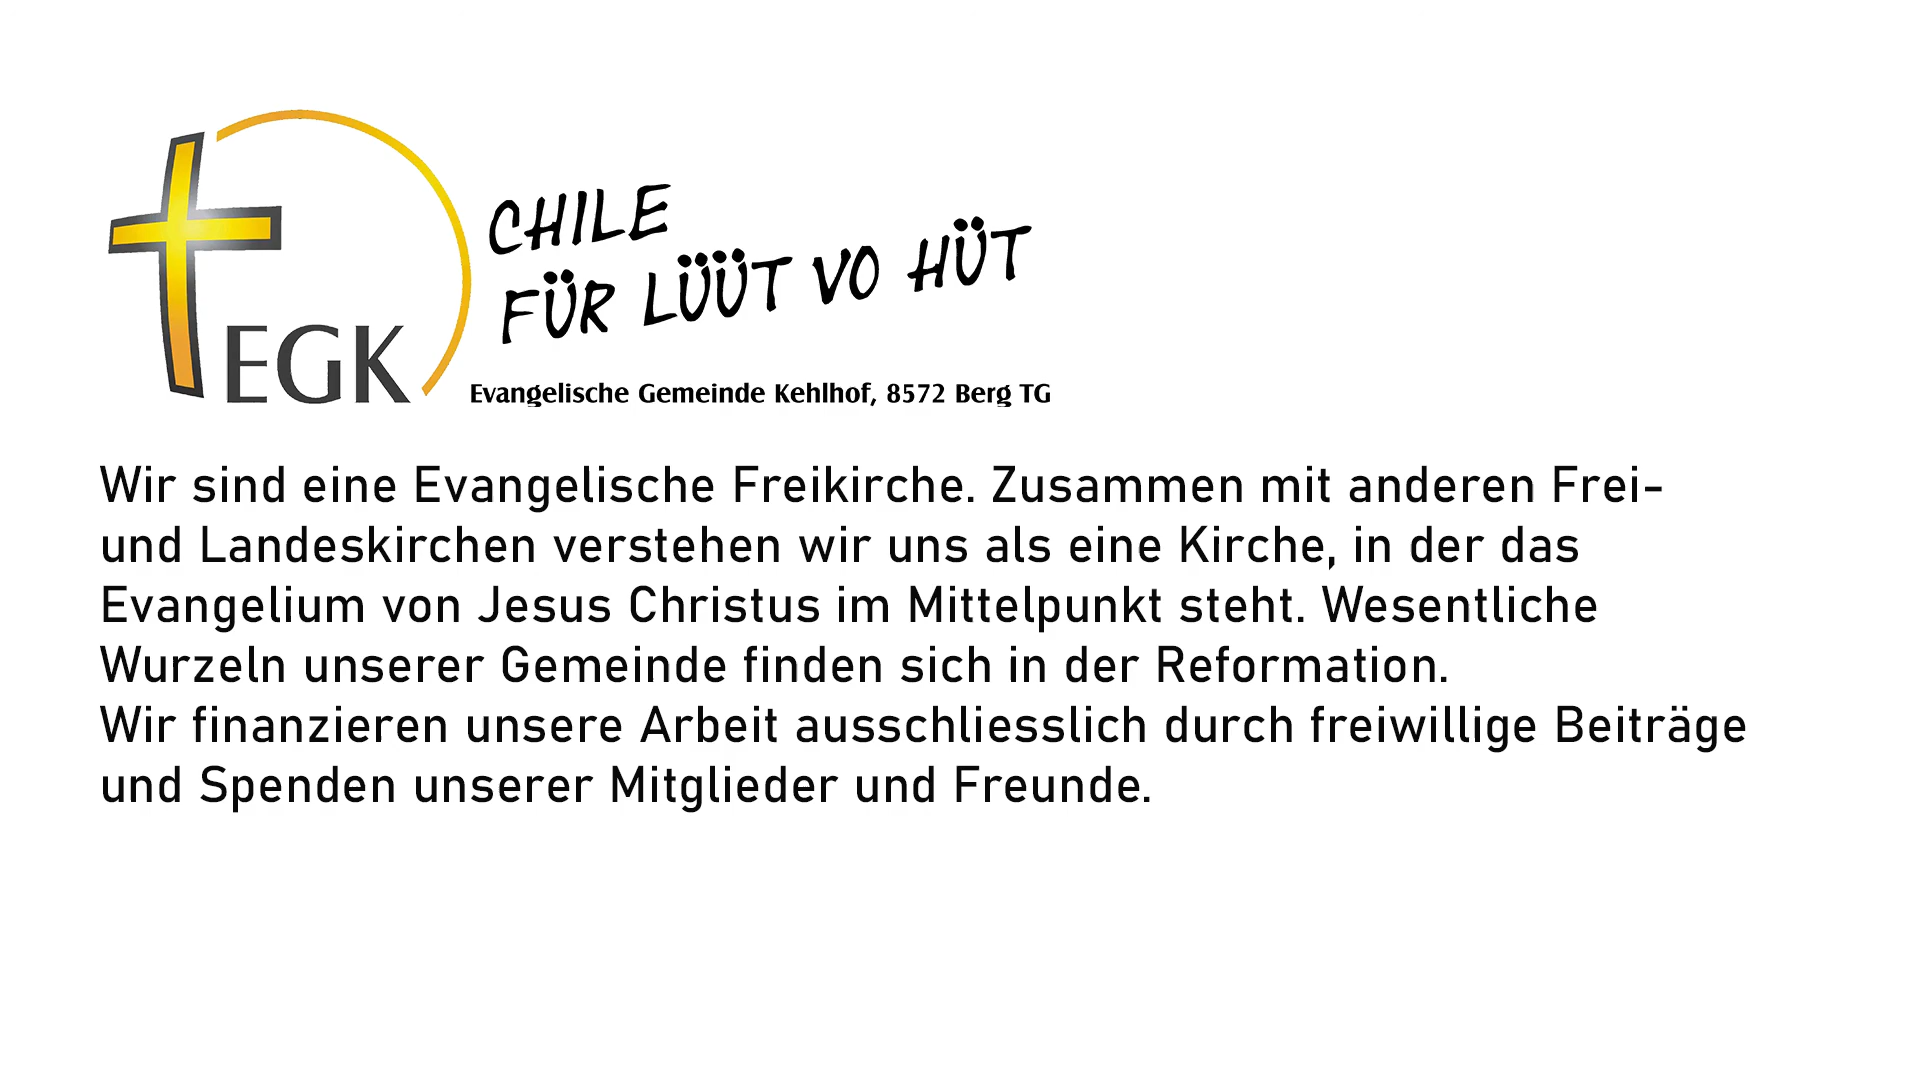 CHILE
FÜR LÜÜT VO HÜT
EGK
Evangelische Gemeinde Kehlhof, 8572 Berg TG
Wir sind eine Evangelische Freikirche. Zusammen mit anderen Frei-
und Landeskirchen verstehen wir uns als eine Kirche, in der das
Evangelium von Jesus Christus im Mittelpunkt steht. Wesentliche
Wurzeln unserer Gemeinde finden sich in der Reformation.
Wir finanzieren unsere Arbeit ausschliesslich durch freiwillige Beiträge
und Spenden unserer Mitglieder und Freunde.